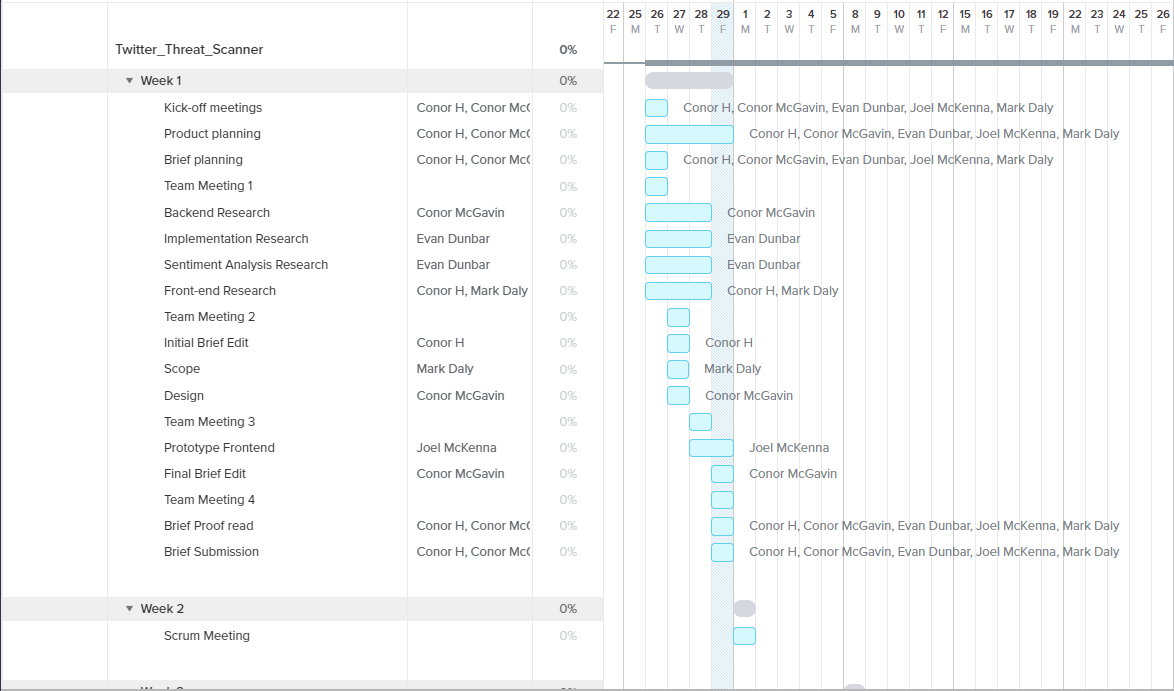 22 25 26 27 28 29 1 2 3 4 5 8 9 10 11 12 15 16 17 18 19 22 23 24 25 26
F M T W T F M T W T F M T W T F M T W T F M T W T F
Twitter_Threat_Scanner 0%
Week 1 0%
Kick-off meetings Conor H, Conor McG 0% Conor H, Conor McGavin, Evan Dunbar, Joel McKenna, Mark Daly
Product planning Conor H, Conor McG 0% Conor H, Conor McGavin, Evan Dunbar, Joel McKenna, Mark Daly
Brief planning Conor H, Conor McG 0% Conor H, Conor McGavin, Evan Dunbar, Joel McKenna, Mark Daly
Team Meeting 1 0%
Backend Research Conor McGavin 0% Conor McGavin
Implementation Research Evan Dunbar 0% Evan Dunbar
Sentiment Analysis Research Evan Dunbar 0% Evan Dunbar
Front-end Research Conor H, Mark Daly 0% Conor H, Mark Daly
Team Meeting 2 0%
Initial Brief Edit Conor H 0% Conor H
Scope Mark Daly 0% Mark Daly
Design Conor McGavin 0% Conor McGavin
Team Meeting 3 0%
Prototype Frontend Joel McKenna 0% Joel McKenna
Final Brief Edit Conor McGavin 0% Conor McGavin
Team Meeting 4 0%
Brief Proof read Conor H, Conor McG 0% Conor H, Conor McGavin, Evan Dunbar, Joel McKenna, Mark Daly
Brief Submission Conor H, Conor McG 0% Conor H, Conor McGavin, Evan Dunbar, Joel McKenna, Mark Daly
Week 2 0%
Scrum Meeting 0%